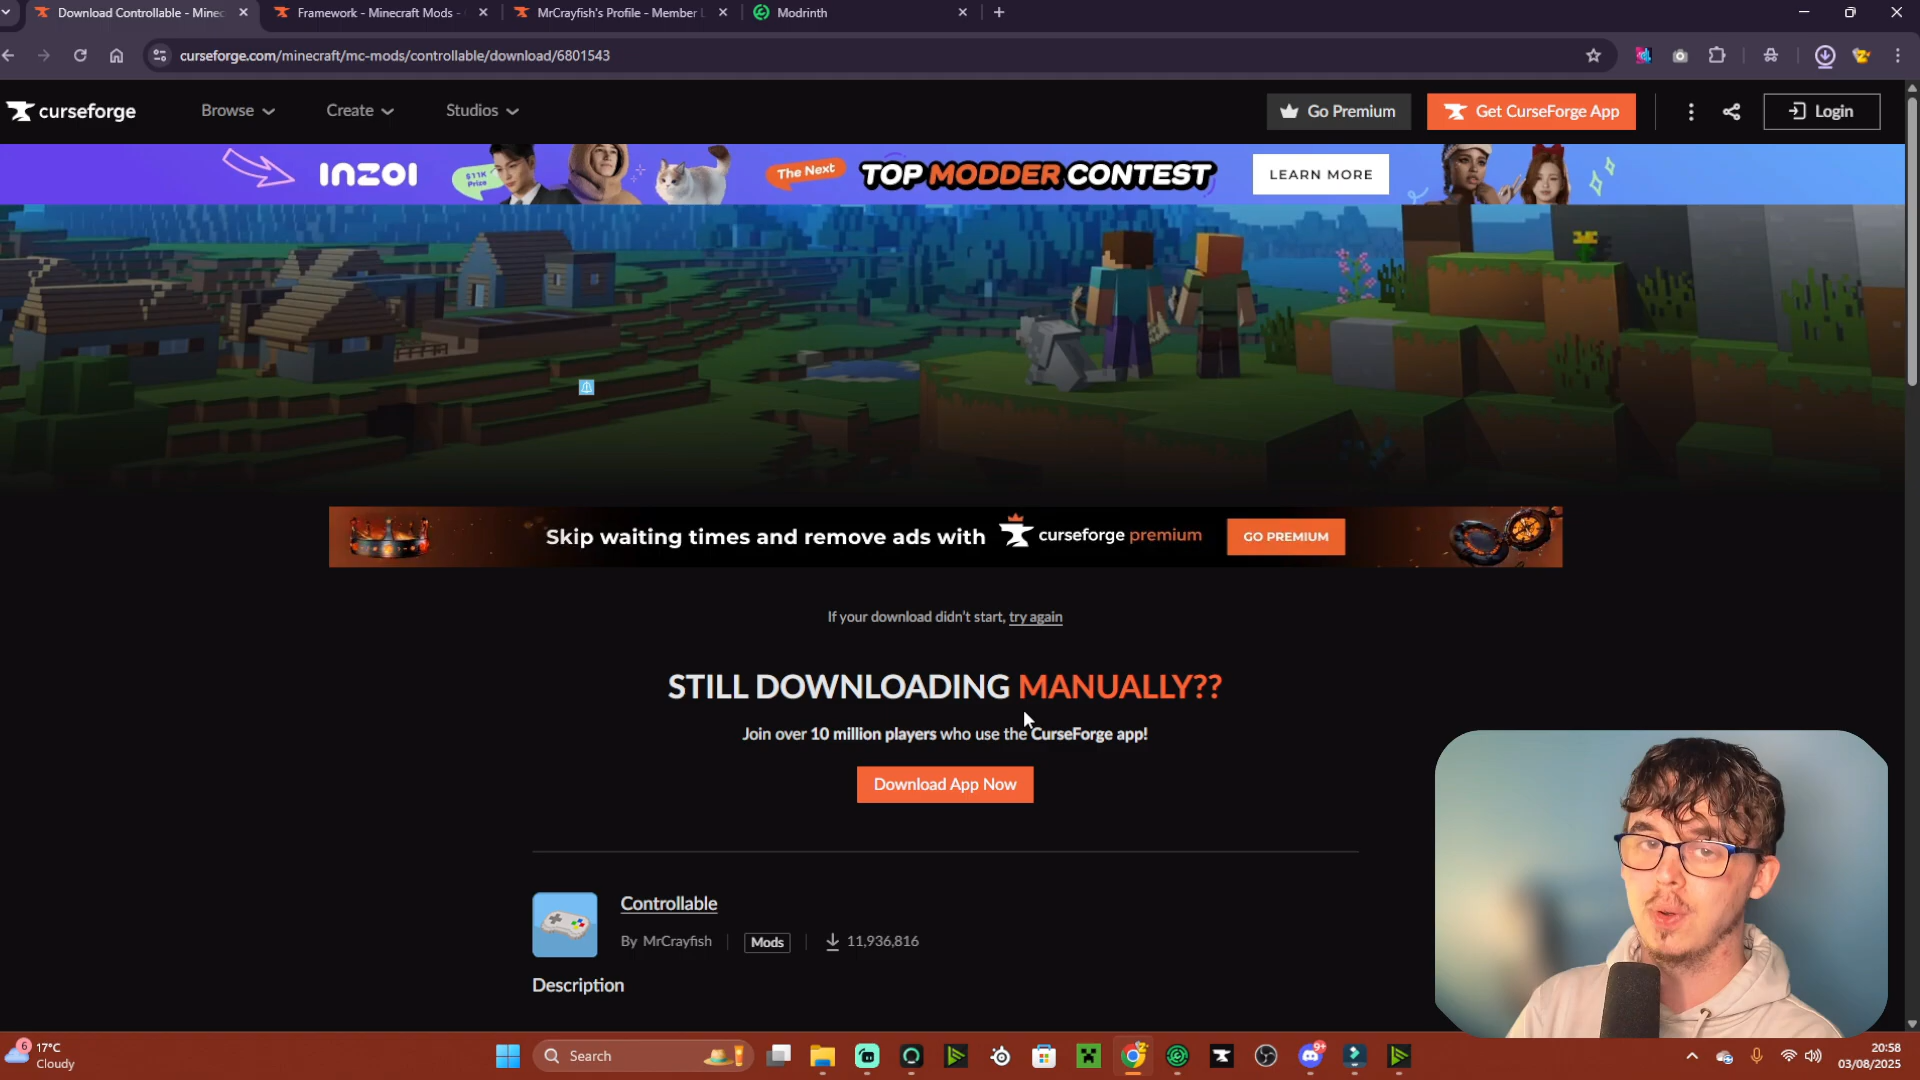 Download Controllable - Minec
Framework - Minecraft Mods -
MrCrayfish's Profile - Member L
Modrinth
curseforge.com/minecraft/mc-mods/controllable/download/6801543
curseforge
Browse
Create
Studios
Go Premium
Get CurseForge App
Login
INZOI
$11K
Prize
The Next
TOP MODDER CONTEST
LEARN MORE
Skip waiting times and remove ads with
curseforge premium
GO PREMIUM
If your download didn't start, try again
STILL DOWNLOADING MANUALLY??
Join over 10 million players who use the CurseForge app!
Download App Now
Controllable
By MrCrayfish
Mods
11,936,816
Description
6
17°C
Cloudy
Search
9+
20:58
03/08/2025